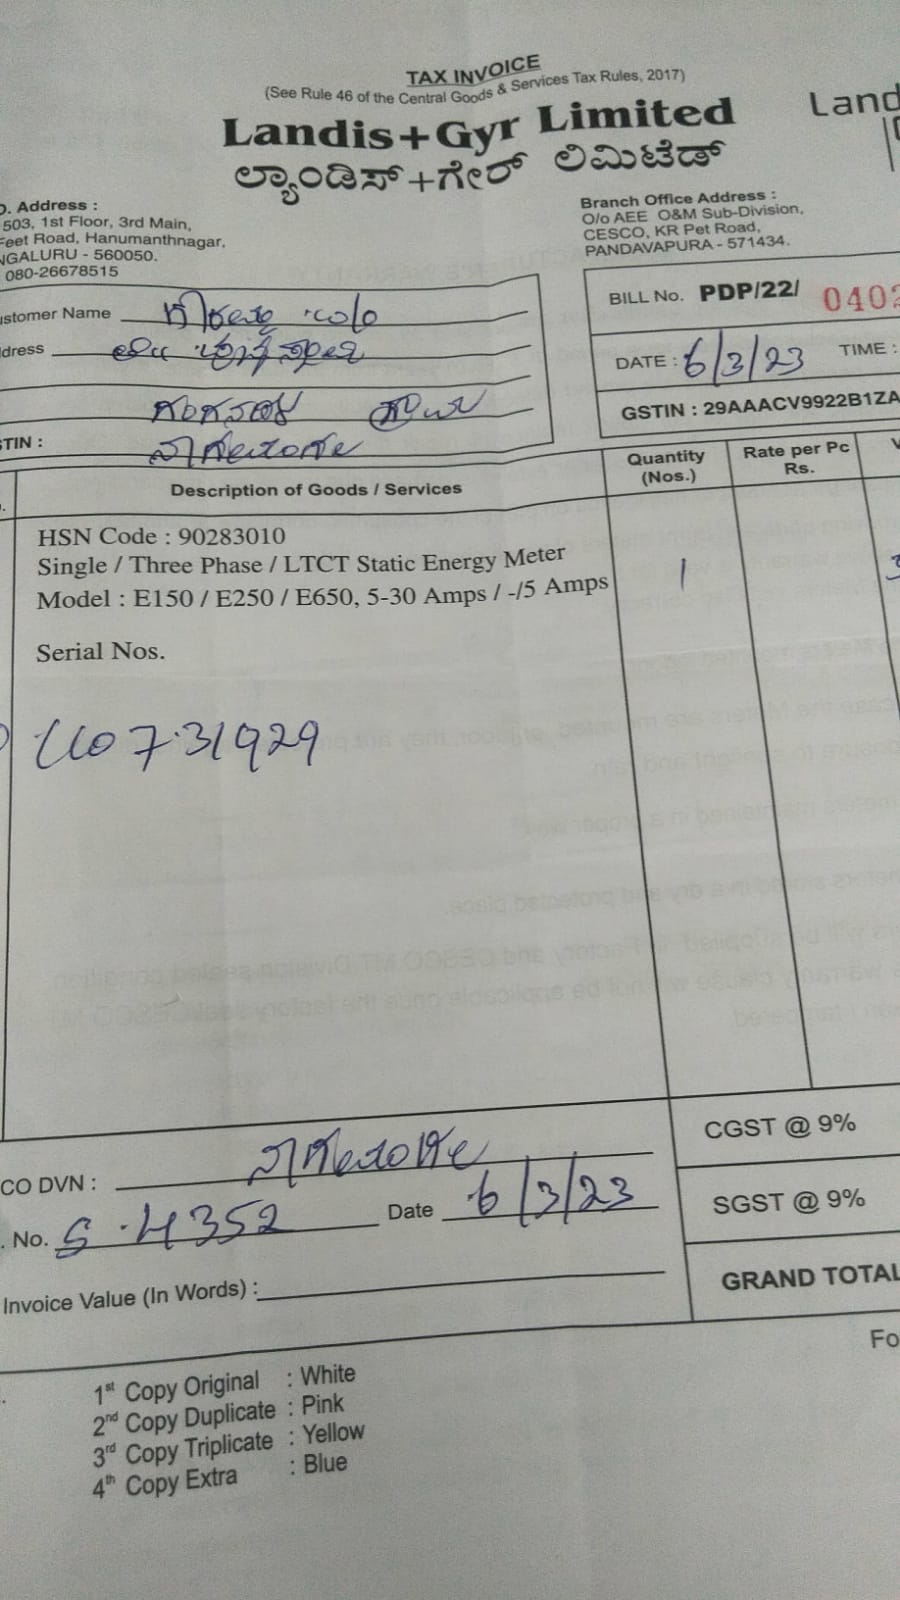 TAX INVOICE
(See Rule 46 of the Central Goods & Services Tax Rules, 2017)
Landis+Gyr Limited
Land
ಲ್ಯಾಂಡಿಸ್+ಗೇರ್ ಲಿಮಿಟೆಡ್
O. Address :
503, 1st Floor, 3rd Main,
Feet Road, Hanumanthnagar,
NGALURU - 560050.
080-26678515
Branch Office Address :
O/o AEE O&M Sub-Division,
CESCO, KR Pet Road,
PANDAVAPURA - 571434.
ustomer Name
dress
STIN :
BILL No. PDP/22/ 0402
DATE : 6/3/23 TIME :
GSTIN : 29AAACV9922B1ZA
Description of Goods / Services
Quantity
(Nos.)
Rate per Pc
Rs.
HSN Code : 90283010
Single / Three Phase / LTCT Static Energy Meter
Model : E150 / E250 / E650, 5-30 Amps / -/5 Amps
1
Serial Nos.
731929
CO DVN :
. No. S.4352 Date 6/3/23
Invoice Value (In Words) :
CGST @ 9%
SGST @ 9%
GRAND TOTAL
Fo
1st Copy Original : White
2nd Copy Duplicate : Pink
3rd Copy Triplicate : Yellow
4th Copy Extra : Blue